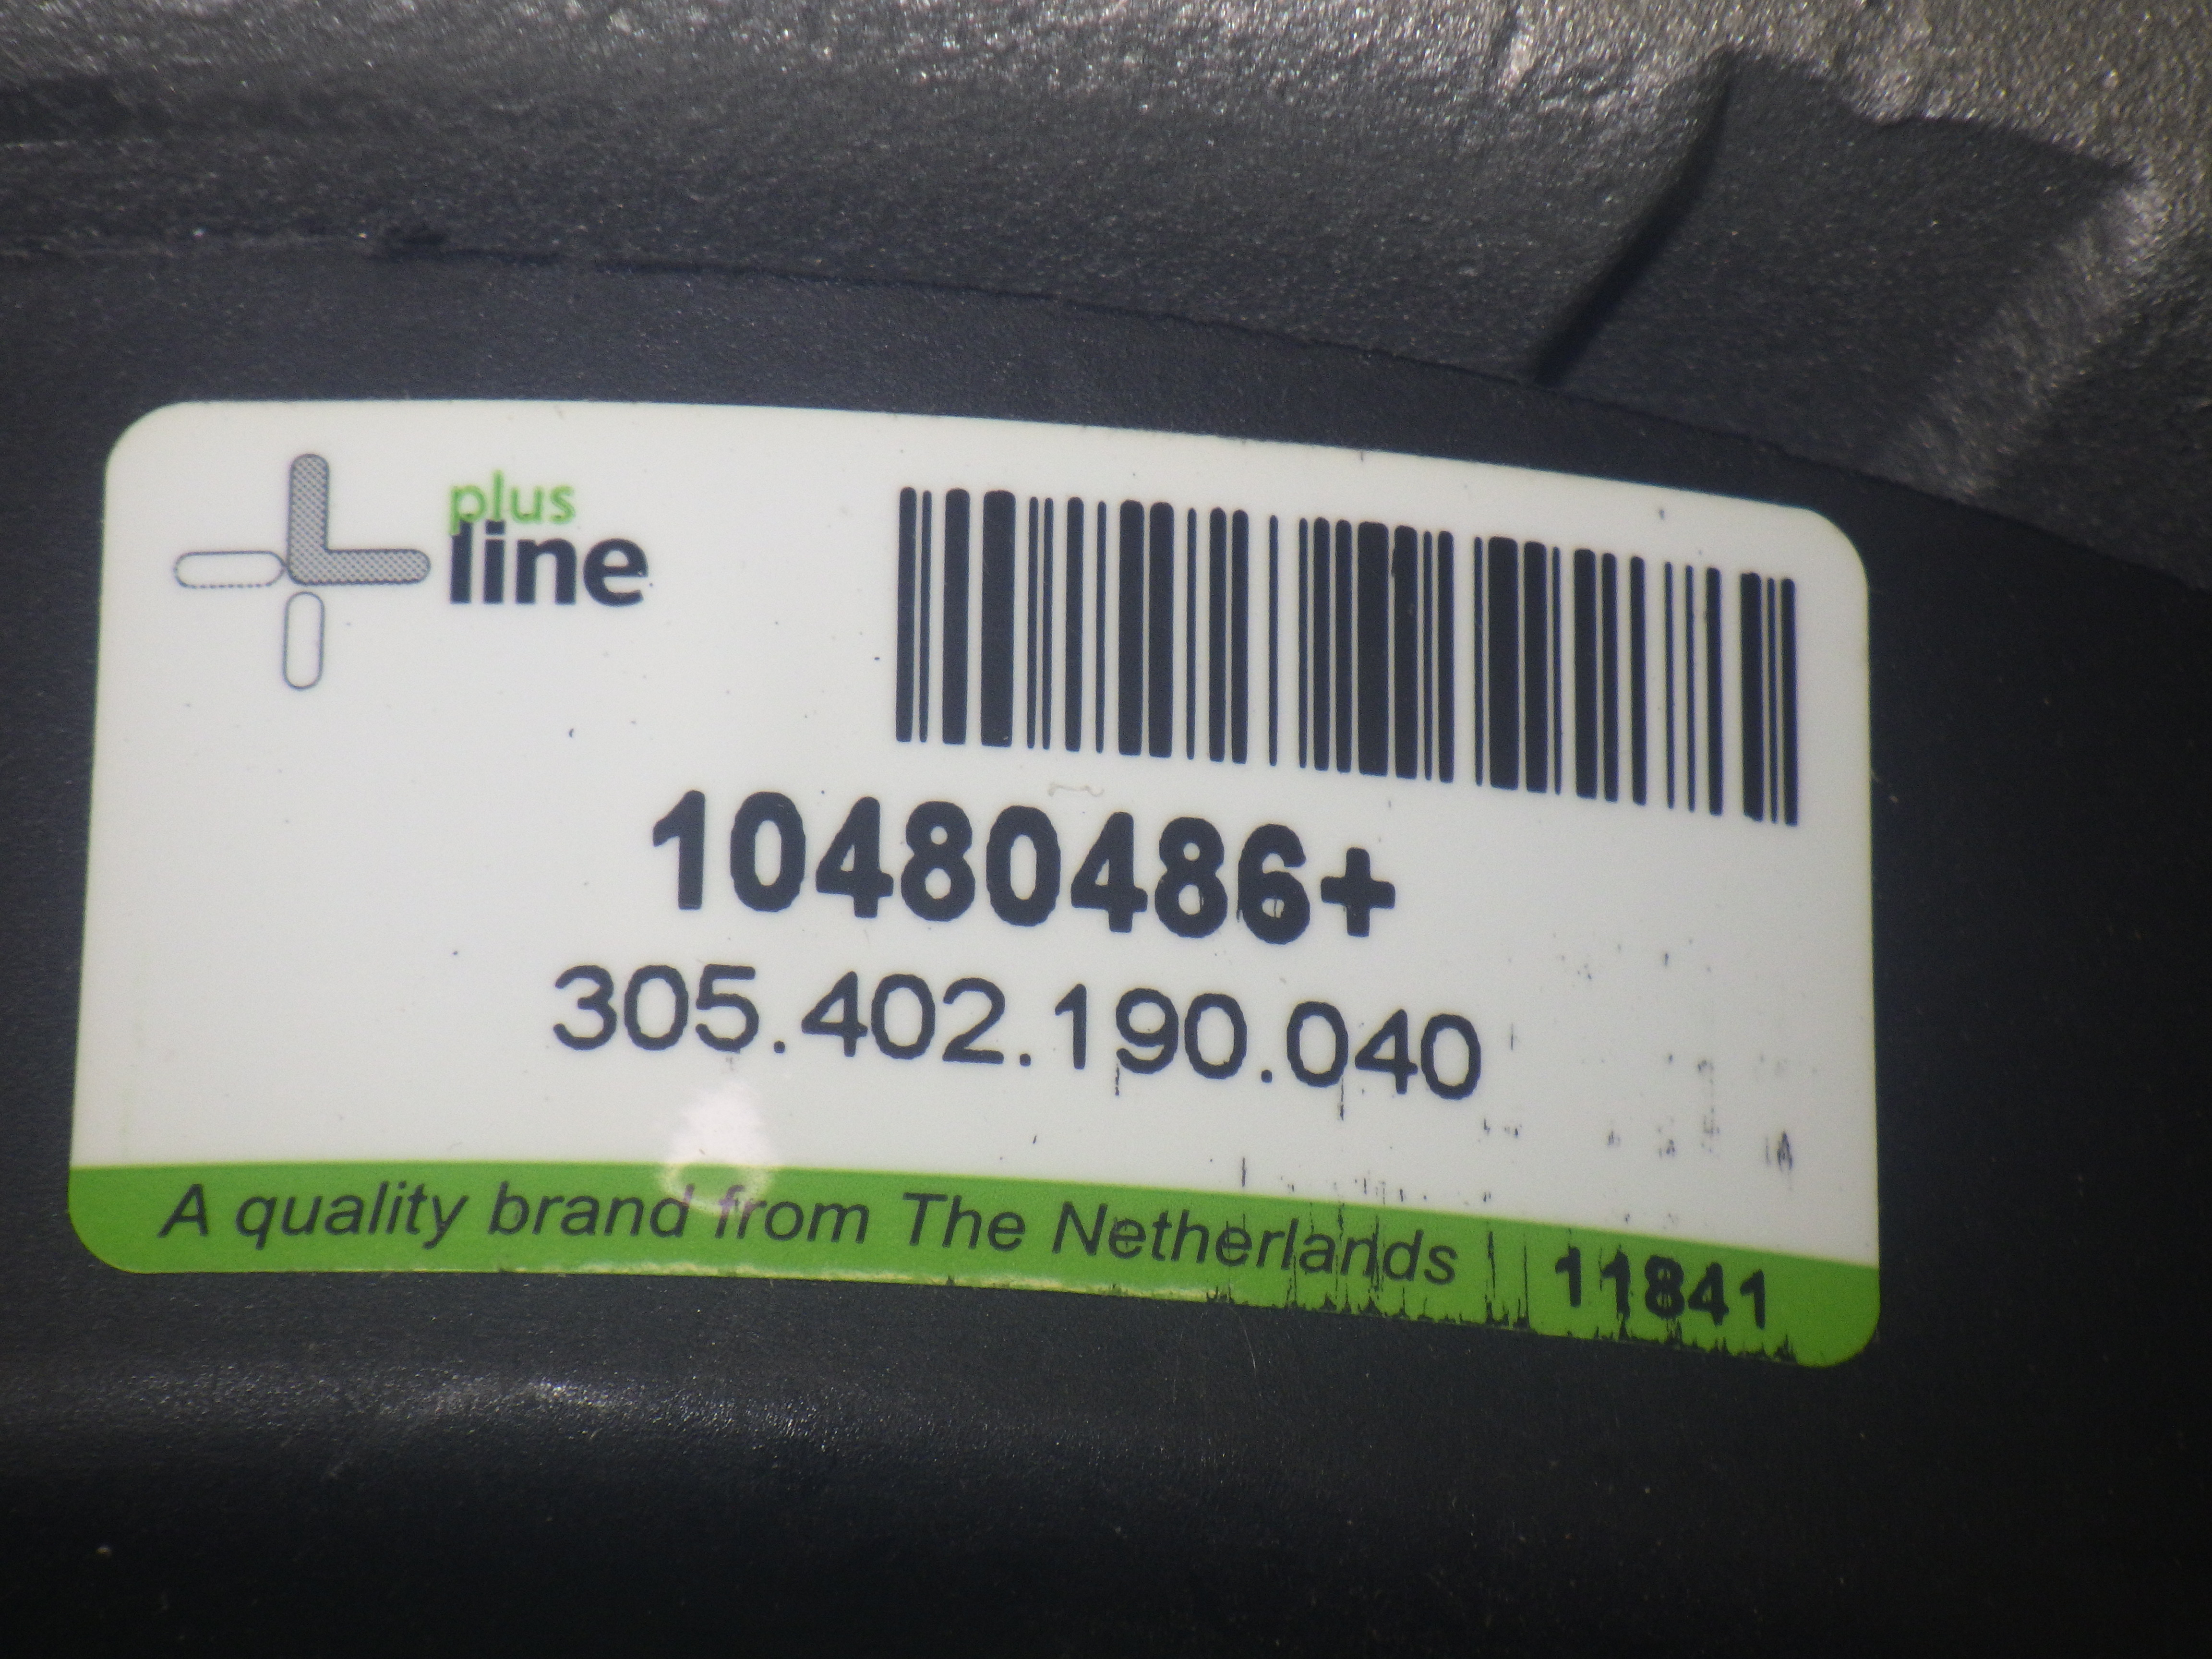 plus
line
10480486+
305.402.190.040
A quality brand from The Netherlands 11841